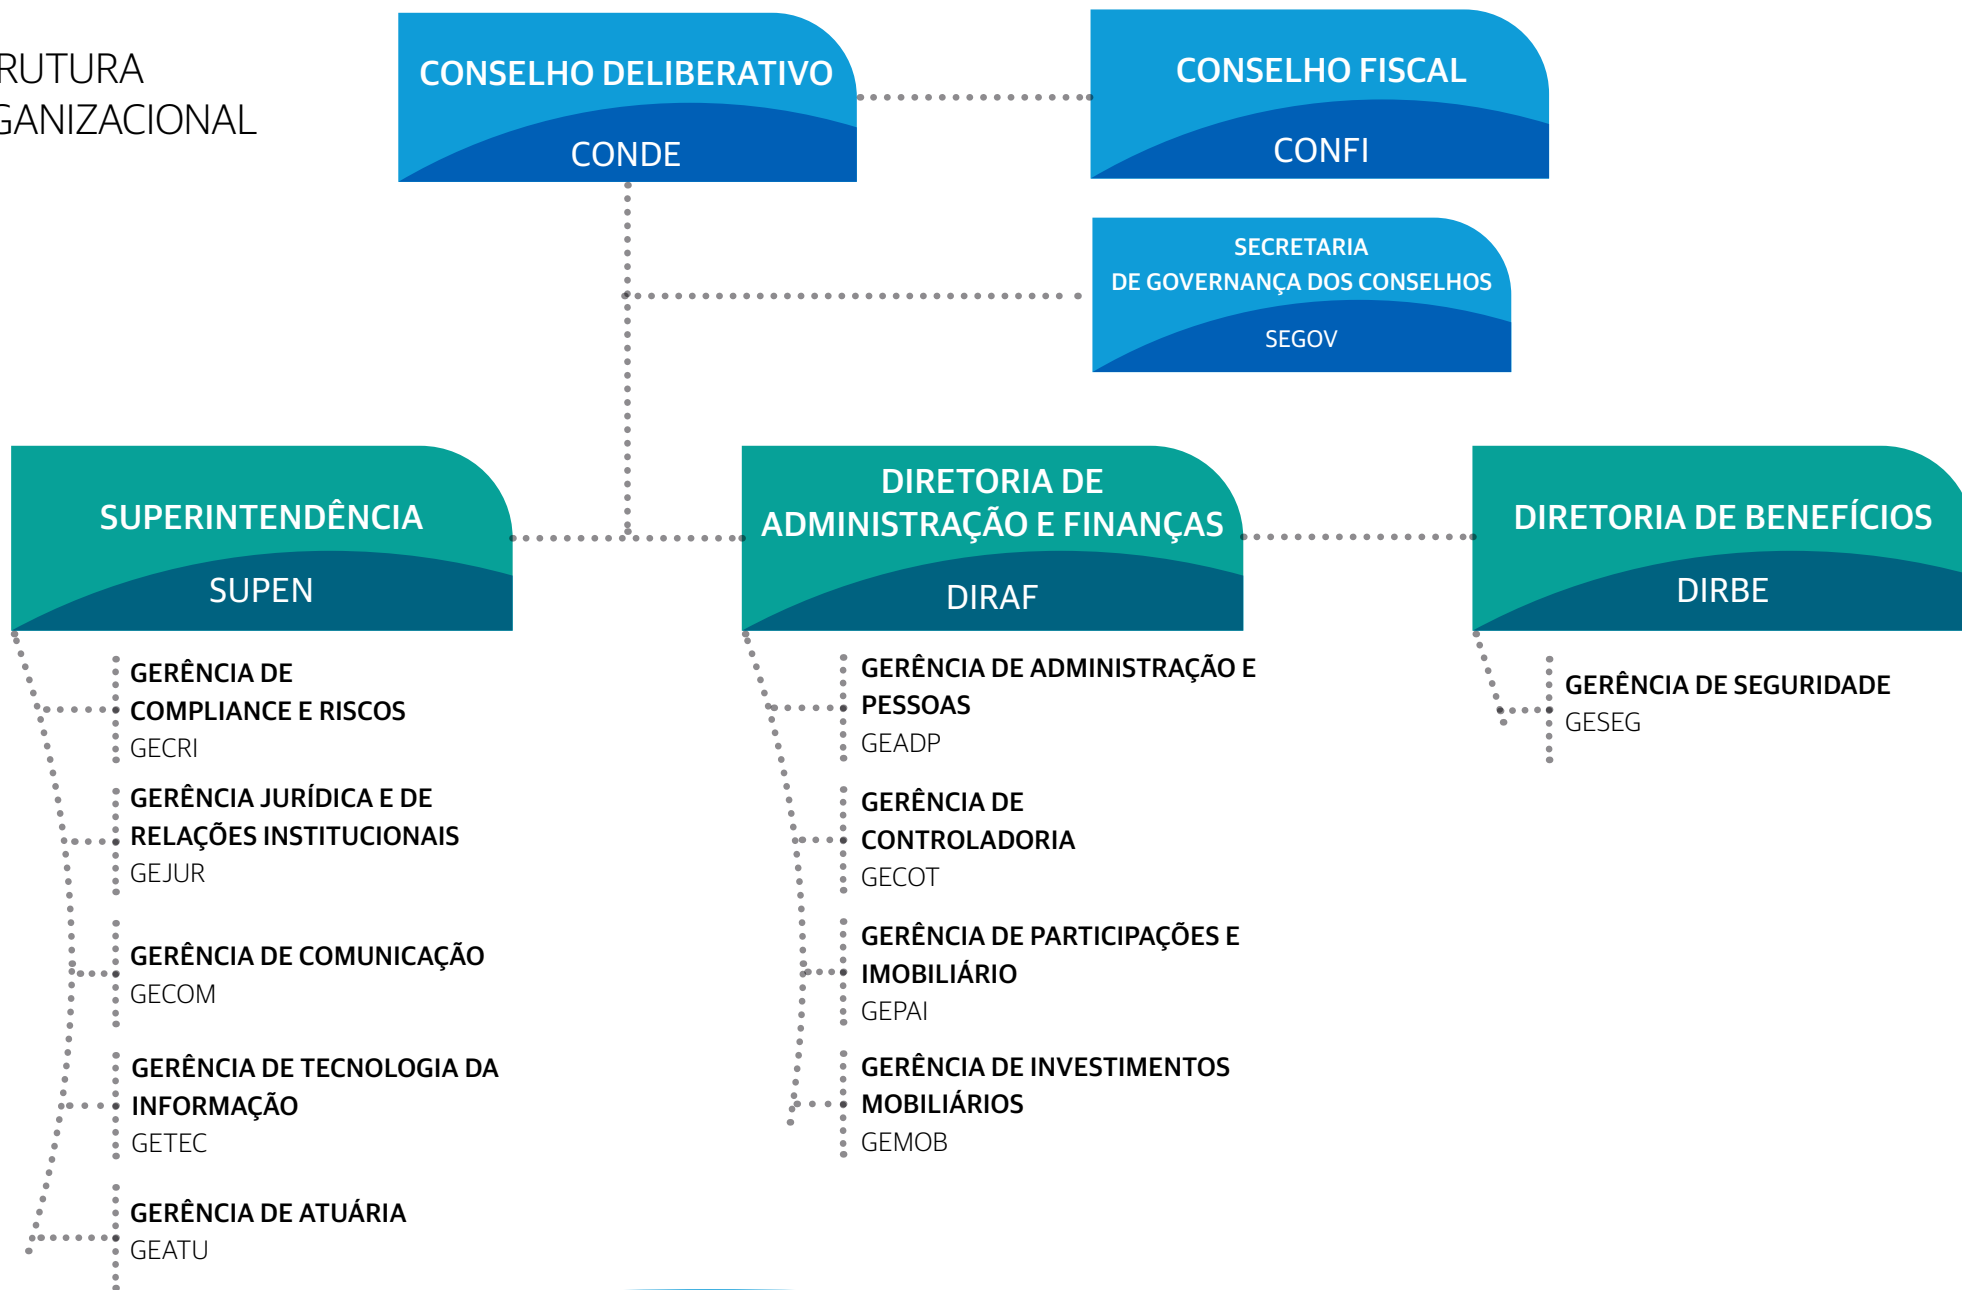 RUTURA
GANIZACIONAL
CONSELHO DELIBERATIVO
CONDE
CONSELHO FISCAL
CONFI
SECRETARIA
DE GOVERNANÇA DOS CONSELHOS
SEGOV
SUPERINTENDÊNCIA
SUPEN
GERÊNCIA DE
COMPLIANCE E RISCOS
GECRI
GERÊNCIA JURÍDICA E DE
RELAÇÕES INSTITUCIONAIS
GEJUR
GERÊNCIA DE COMUNICAÇÃO
GECOM
GERÊNCIA DE TECNOLOGIA DA
INFORMAÇÃO
GETEC
GERÊNCIA DE ATUÁRIA
GEATU
DIRETORIA DE
ADMINISTRAÇÃO E FINANÇAS
DIRAF
GERÊNCIA DE ADMINISTRAÇÃO E
PESSOAS
GEADP
GERÊNCIA DE
CONTROLADORIA
GECOT
GERÊNCIA DE PARTICIPAÇÕES E
IMOBILIÁRIO
GEPAI
GERÊNCIA DE INVESTIMENTOS
MOBILIÁRIOS
GEMOB
DIRETORIA DE BENEFÍCIOS
DIRBE
GERÊNCIA DE SEGURIDADE
GESEG